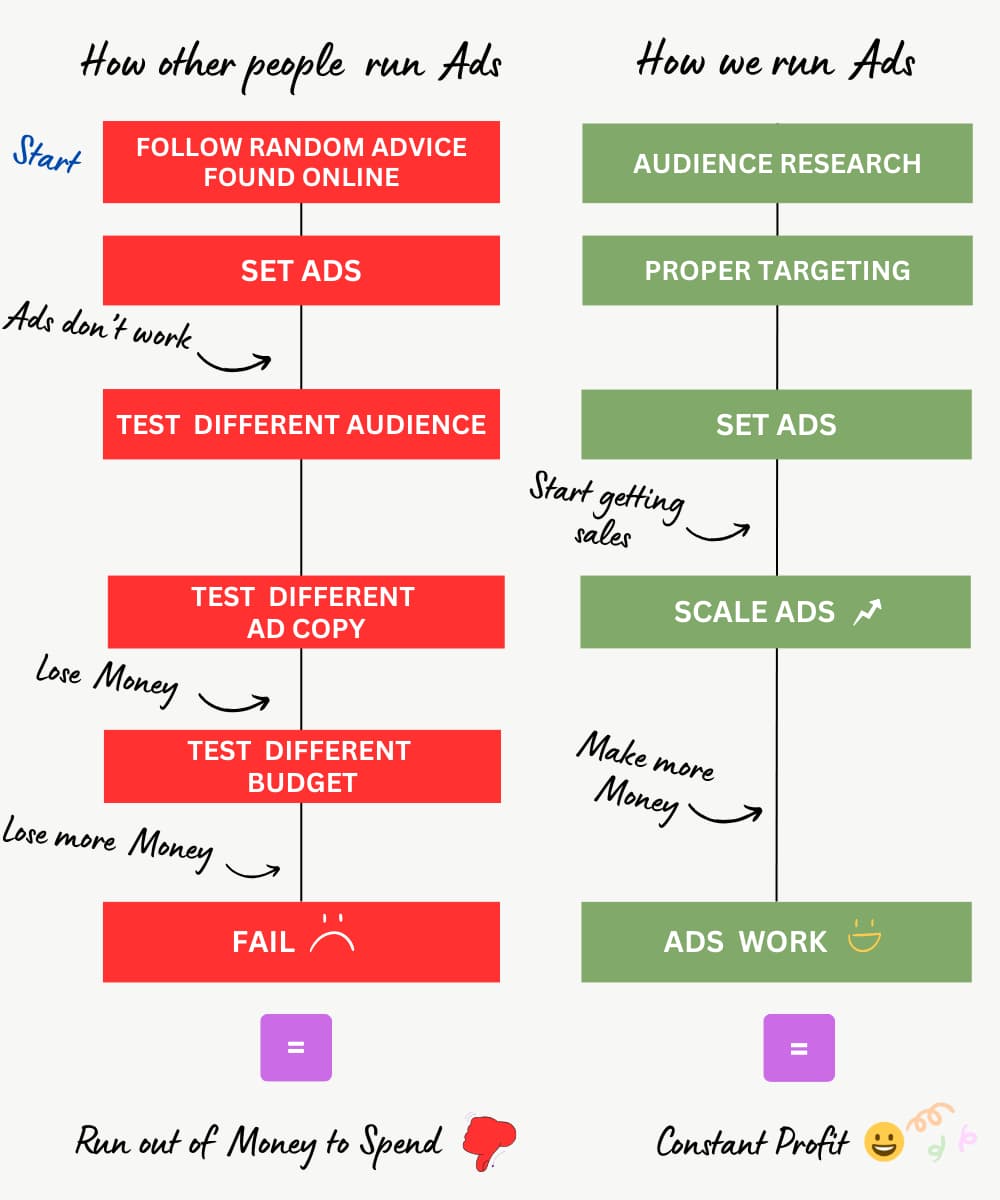 How other people run Ads
Start
FOLLOW RANDOM ADVICE
FOUND ONLINE
SET ADS
Ads don't work
TEST DIFFERENT AUDIENCE
TEST DIFFERENT
AD COPY
Lose Money
TEST DIFFERENT
BUDGET
Lose more Money
FAIL
=
Run out of Money to Spend
How we run Ads
AUDIENCE RESEARCH
PROPER TARGETING
SET ADS
Start getting
sales
SCALE ADS
Make more
Money
ADS WORK
=
Constant Profit